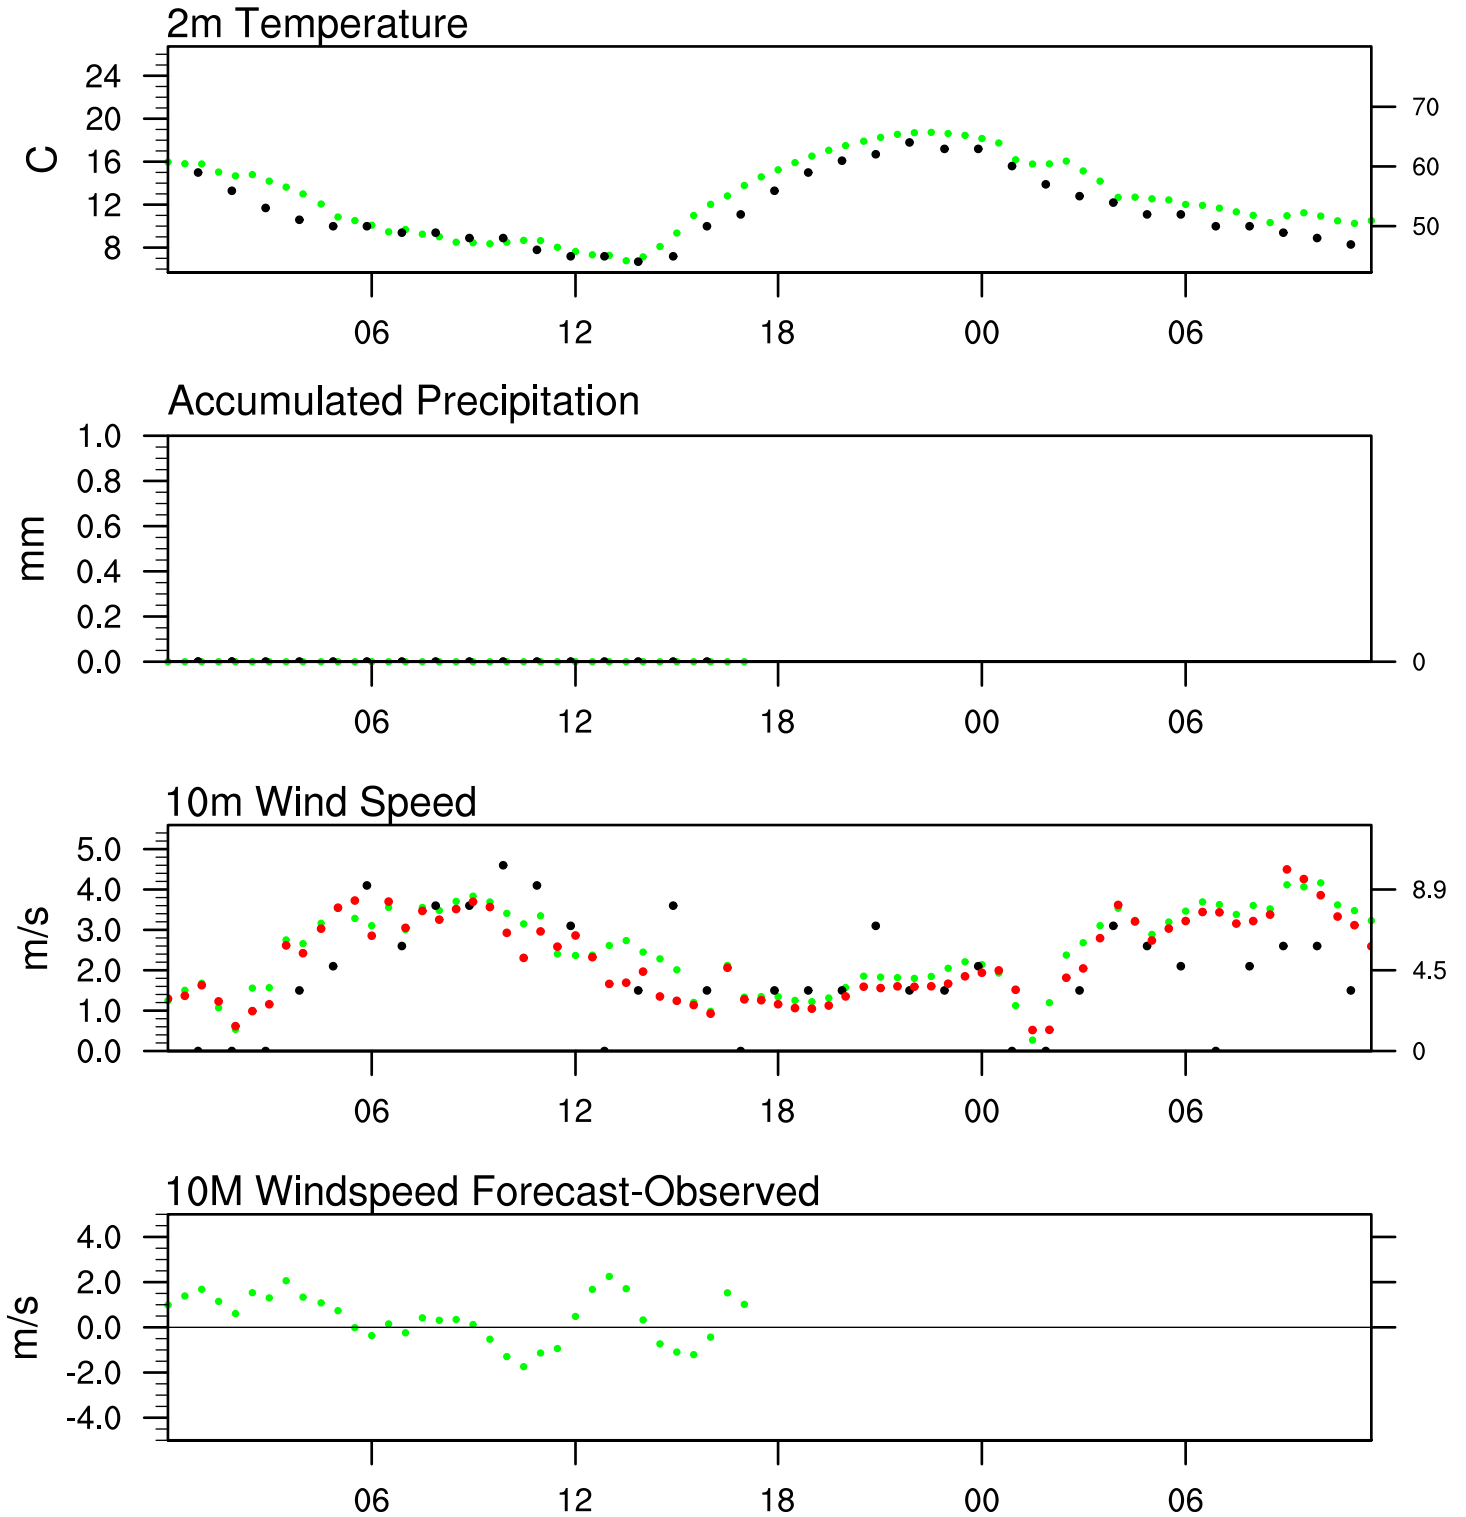 2m Temperature
24
20
16
12
8
C
70
60
50
06 12 18 00 06
Accumulated Precipitation
1.0
0.8
0.6
0.4
0.2
0.0
mm
0
06 12 18 00 06
10m Wind Speed
5.0
4.0
3.0
2.0
1.0
0.0
m/s
8.9
4.5
0
06 12 18 00 06
10M Windspeed Forecast-Observed
4.0
2.0
0.0
-2.0
-4.0
m/s
06 12 18 00 06